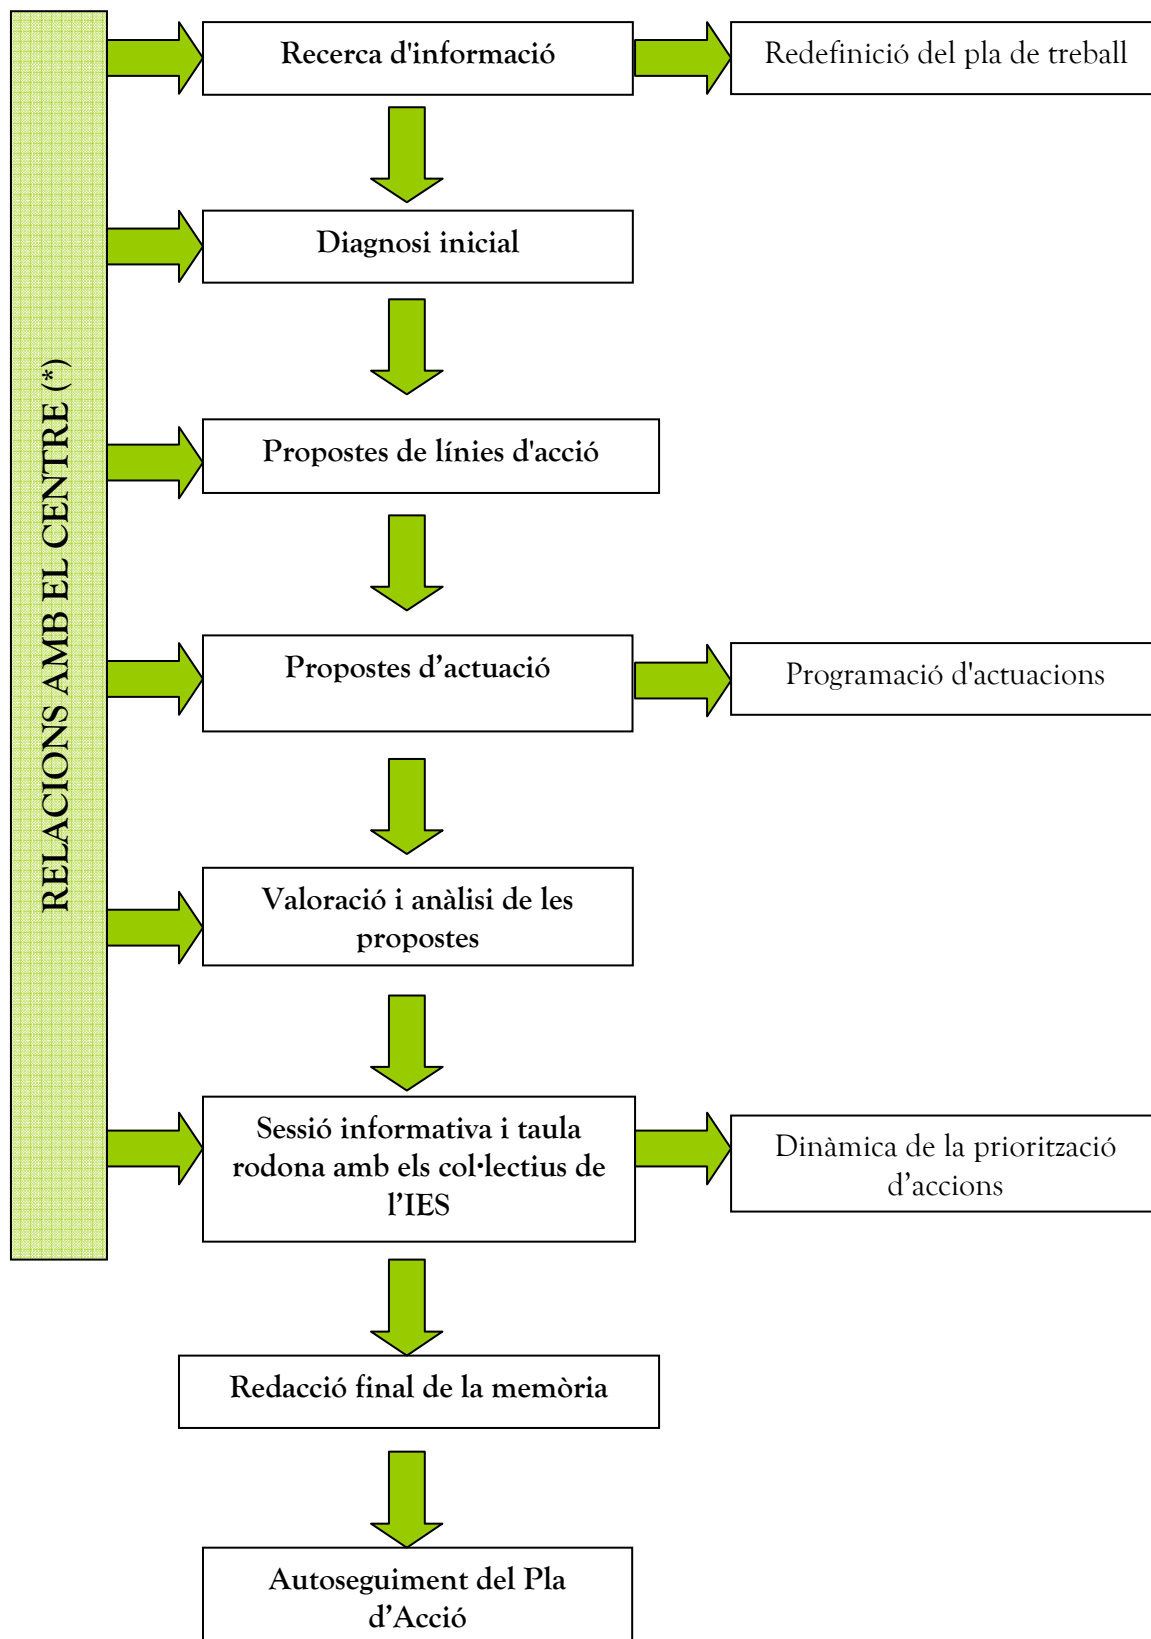 RELACIONS AMB EL CENTRE (*)
Recerca d'informació
Redefinició del pla de treball
Diagnosi inicial
Propostes de línies d'acció
Propostes d’actuació
Programació d'actuacions
Valoració i anàlisi de les
propostes
Sessió informativa i taula
rodona amb els col·lectius de
l’IES
Dinàmica de la priorització
d’accions
Redacció final de la memòria
Autoseguiment del Pla
d’Acció